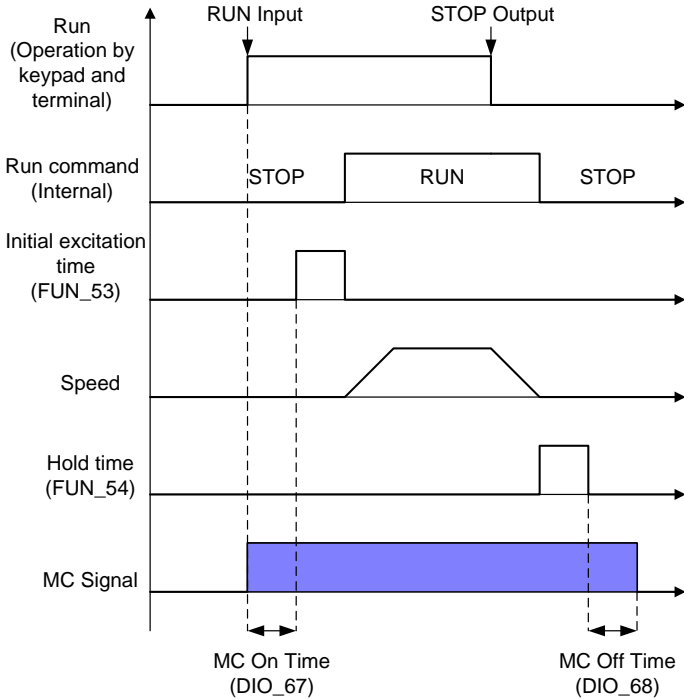 RUN Input
STOP Output
Run
(Operation by
keypad and
terminal)
Run command
(Internal)
STOP
RUN
STOP
Initial excitation
time
(FUN_53)
Speed
Hold time
(FUN_54)
MC Signal
MC On Time
(DIO_67)
MC Off Time
(DIO_68)